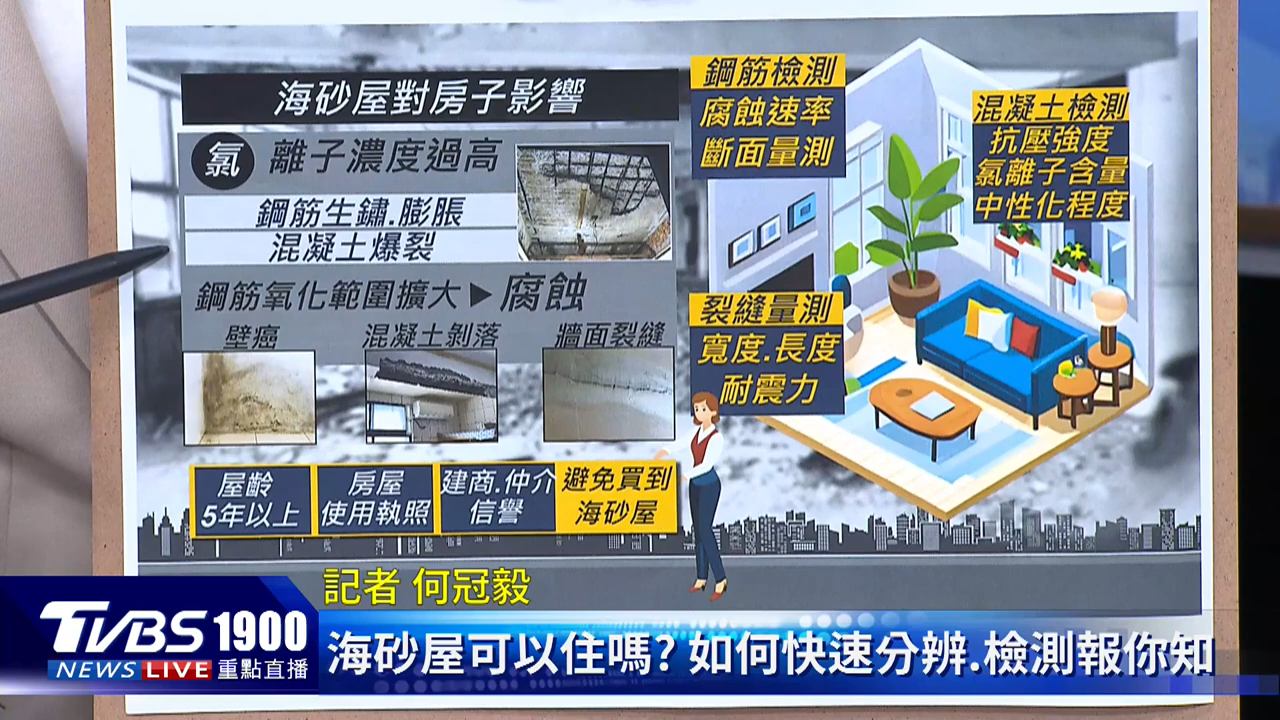 海砂屋對房子影響
氯 離子濃度過高
鋼筋生鏽.膨脹
混凝土爆裂
鋼筋氧化範圍擴大▶腐蝕
壁癌 混凝土剝落 牆面裂縫
屋齡
5年以上
房屋
使用執照
建商.仲介
信譽
避免買到
海砂屋
鋼筋檢測
腐蝕速率
斷面量測
混凝土檢測
抗壓強度
氯離子含量
中性化程度
裂縫量測
寬度.長度
耐震力
記者 何冠毅
TVBS 1900
NEWS LIVE 重點直播
海砂屋可以住嗎? 如何快速分辨.檢測報你知